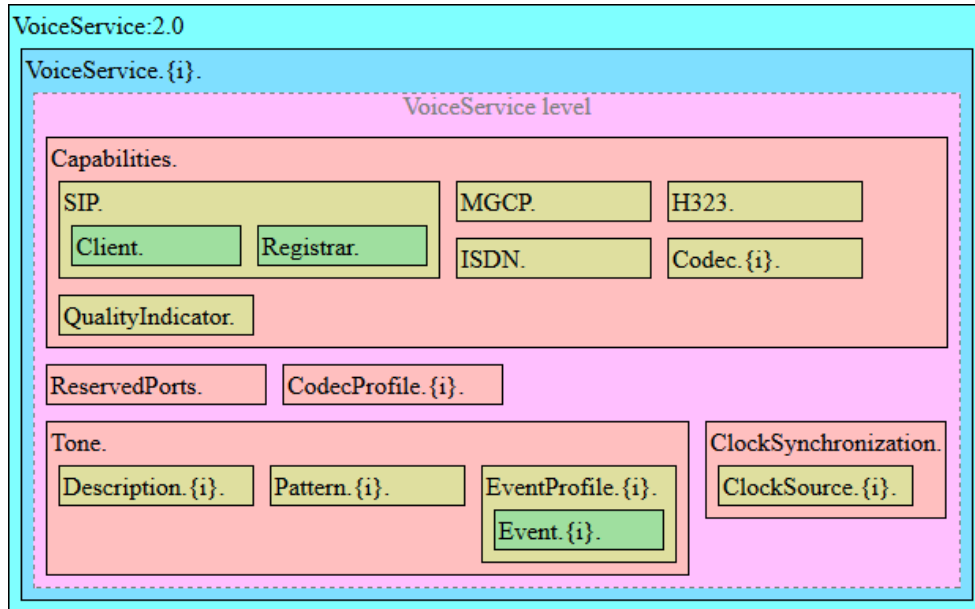 VoiceService:2.0
VoiceService.{i}.
VoiceService level
Capabilities.
SIP.
Client.
Registrar.
MGCP.
H323.
ISDN.
Codec.{i}.
QualityIndicator.
ReservedPorts.
CodecProfile.{i}.
Tone.
Description.{i}.
Pattern.{i}.
EventProfile.{i}.
Event.{i}.
ClockSynchronization.
ClockSource.{i}.